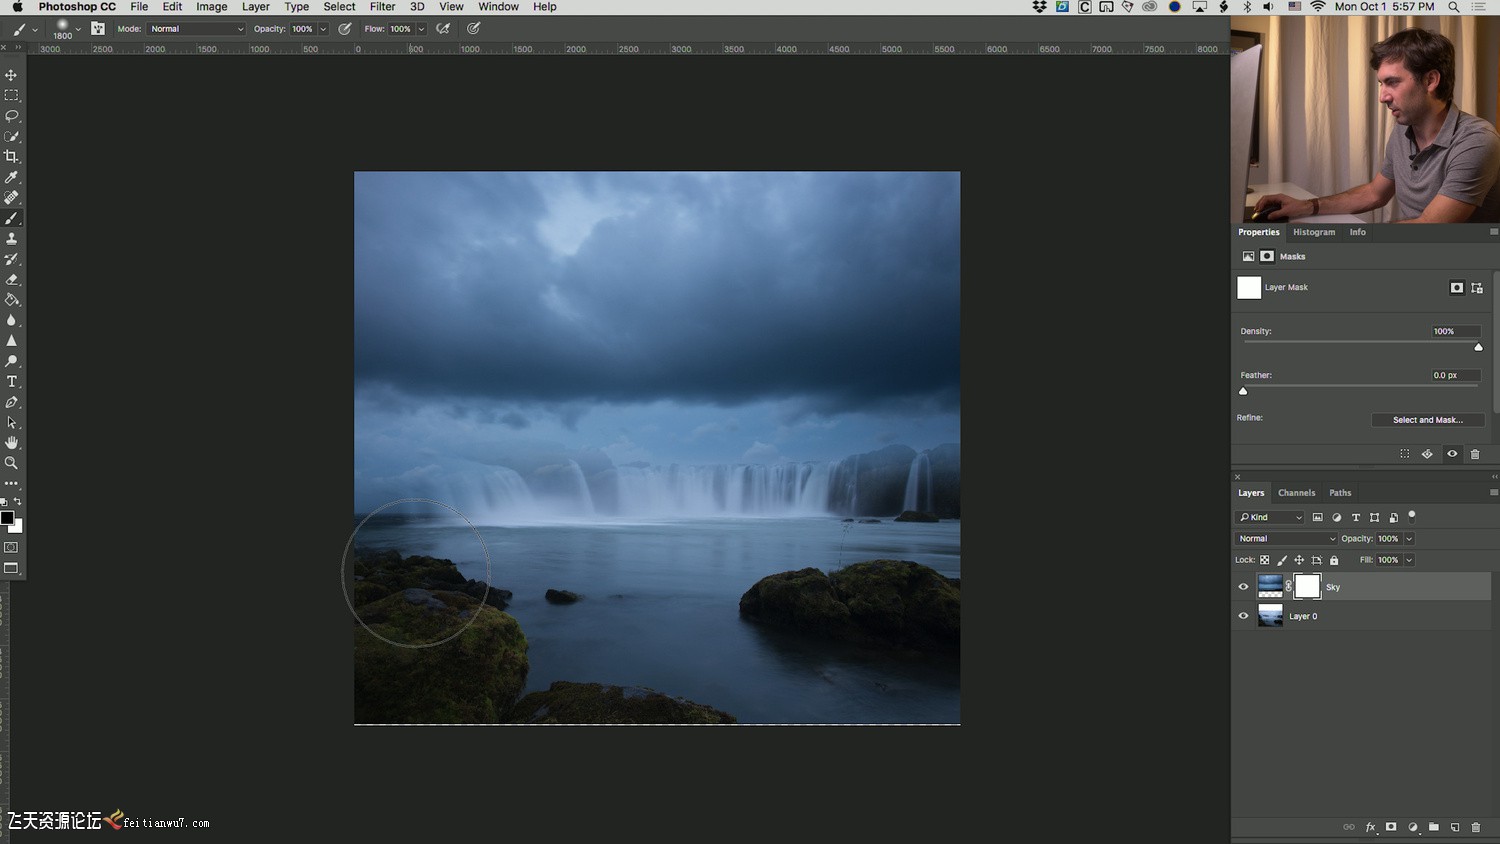 Photoshop CC File Edit Image Layer Type Select Filter 3D View Window Help Mon Oct 1 5:57 PM
1800 Mode: Normal Opacity: 100% Flow: 100%
3000 2500 2000 1500 1000 500 0 500 1000 1500 2000 2500 3000 3500 4000 4500 5000 5500 6000 6500 7000 7500 8000
Properties Histogram Info
Masks
Layer Mask
Density: 100%
Feather: 0.0 px
Refine: Select and Mask...
Layers Channels Paths
Kind
Normal Opacity: 100%
Lock: Fill: 100%
Sky
Layer 0
fx
飞天资源论坛 feitianwu7.com